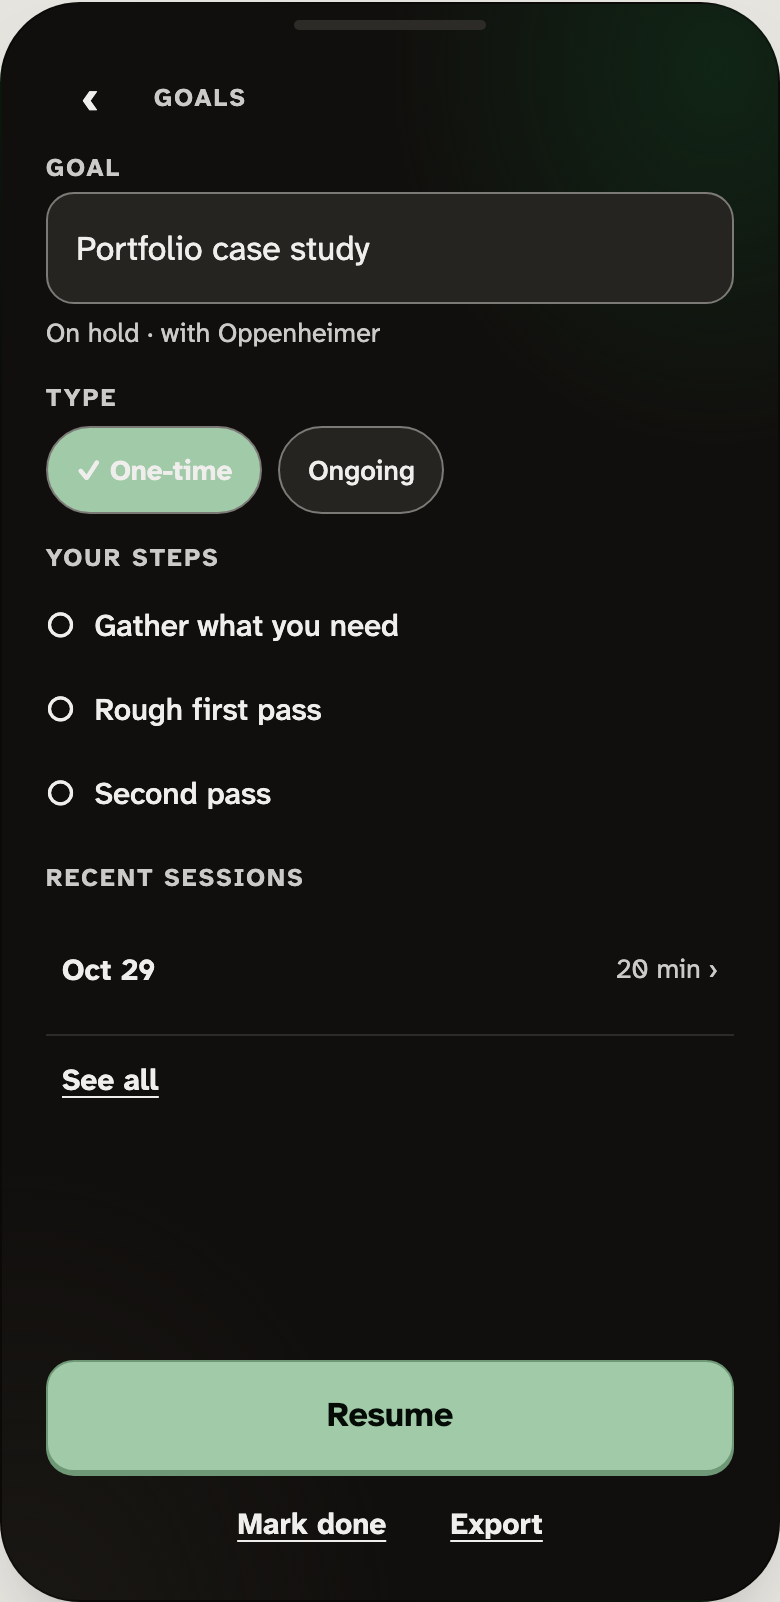 ‹ GOALS
GOAL
Portfolio case study
On hold · with Oppenheimer
TYPE
✓ One-time Ongoing
YOUR STEPS
Gather what you need
Rough first pass
Second pass
RECENT SESSIONS
Oct 29 20 min ›
See all
Resume
Mark done Export